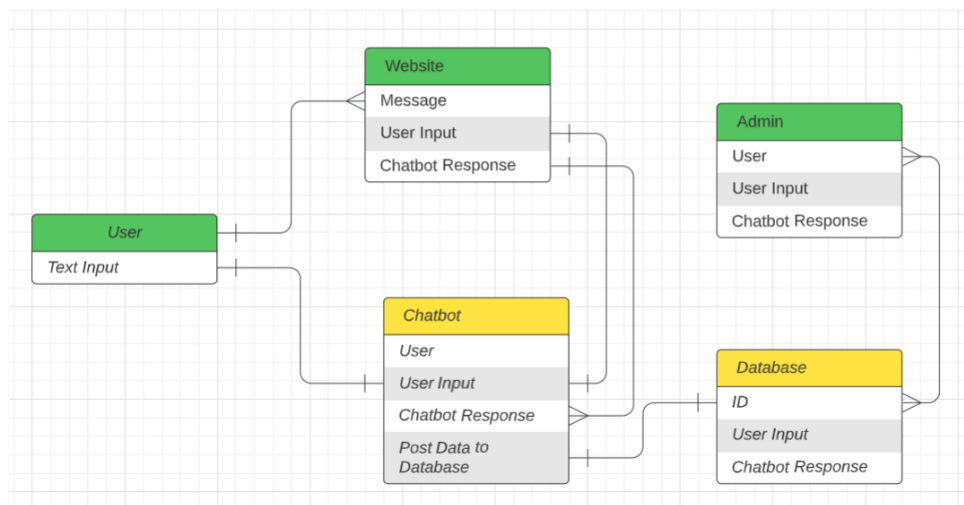 Website
Message
User Input
Chatbot Response
Admin
User
User Input
Chatbot Response
User
Text Input
Chatbot
User
User Input
Chatbot Response
Post Data to
Database
Database
ID
User Input
Chatbot Response